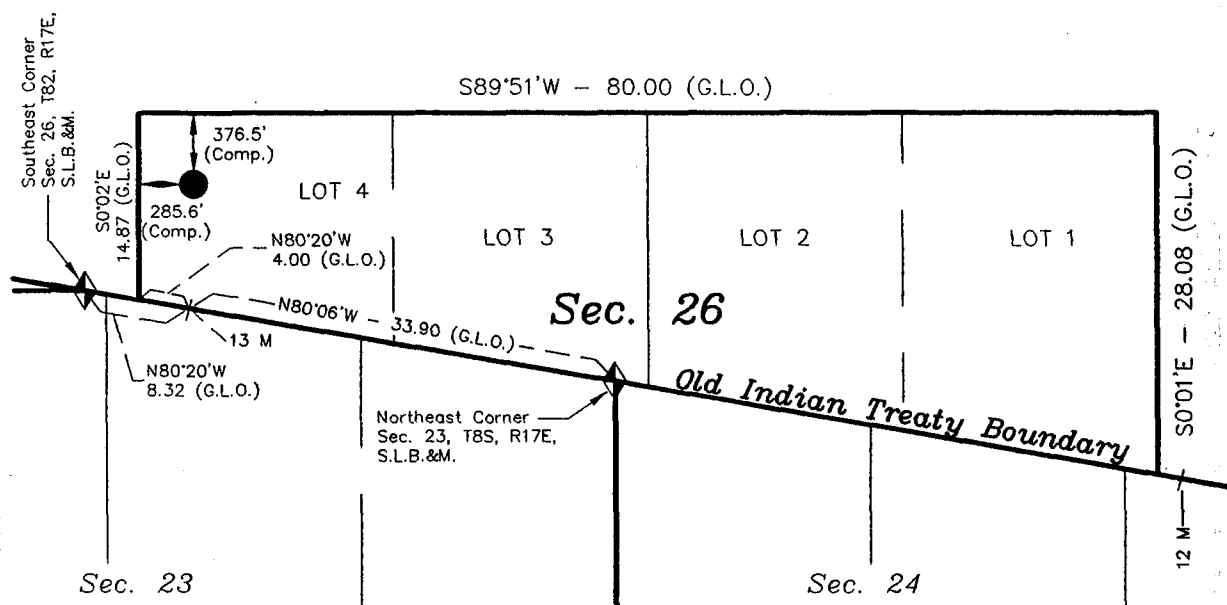 S89°51'W - 80.00 (G.L.O.)
Southeast Corner
Sec. 26, T82, R17E,
S.L.B.&M.
S0°02'E
14.87 (G.L.O.)
376.5'
(Comp.)
285.6'
(Comp.)
LOT 4
LOT 3
LOT 2
LOT 1
S0°01'E - 28.08 (G.L.O.)
N80°20'W
4.00 (G.L.O.)
N80°06'W - 33.90 (G.L.O.)
Sec. 26
13 M
N80°20'W
8.32 (G.L.O.)
Old Indian Treaty Boundary
Northeast Corner
Sec. 23, T8S, R17E,
S.L.B.&M.
12 M
Sec. 23
Sec. 24